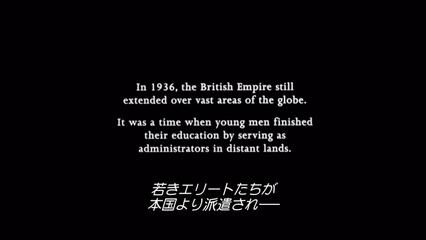 In 1936, the British Empire still
extended over vast areas of the globe.
It was a time when young men finished
their education by serving as
administrators in distant lands.
若きエリートたちが
本国より派遣され──